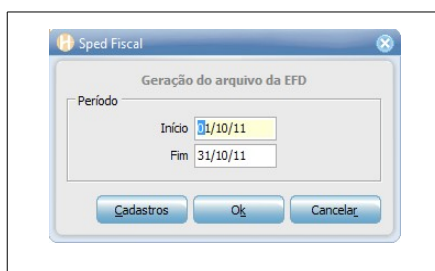 Sped Fiscal
Geração do arquivo da EFD
Período
Início 01/10/11
Fim 31/10/11
Cadastros Ok Cancelar